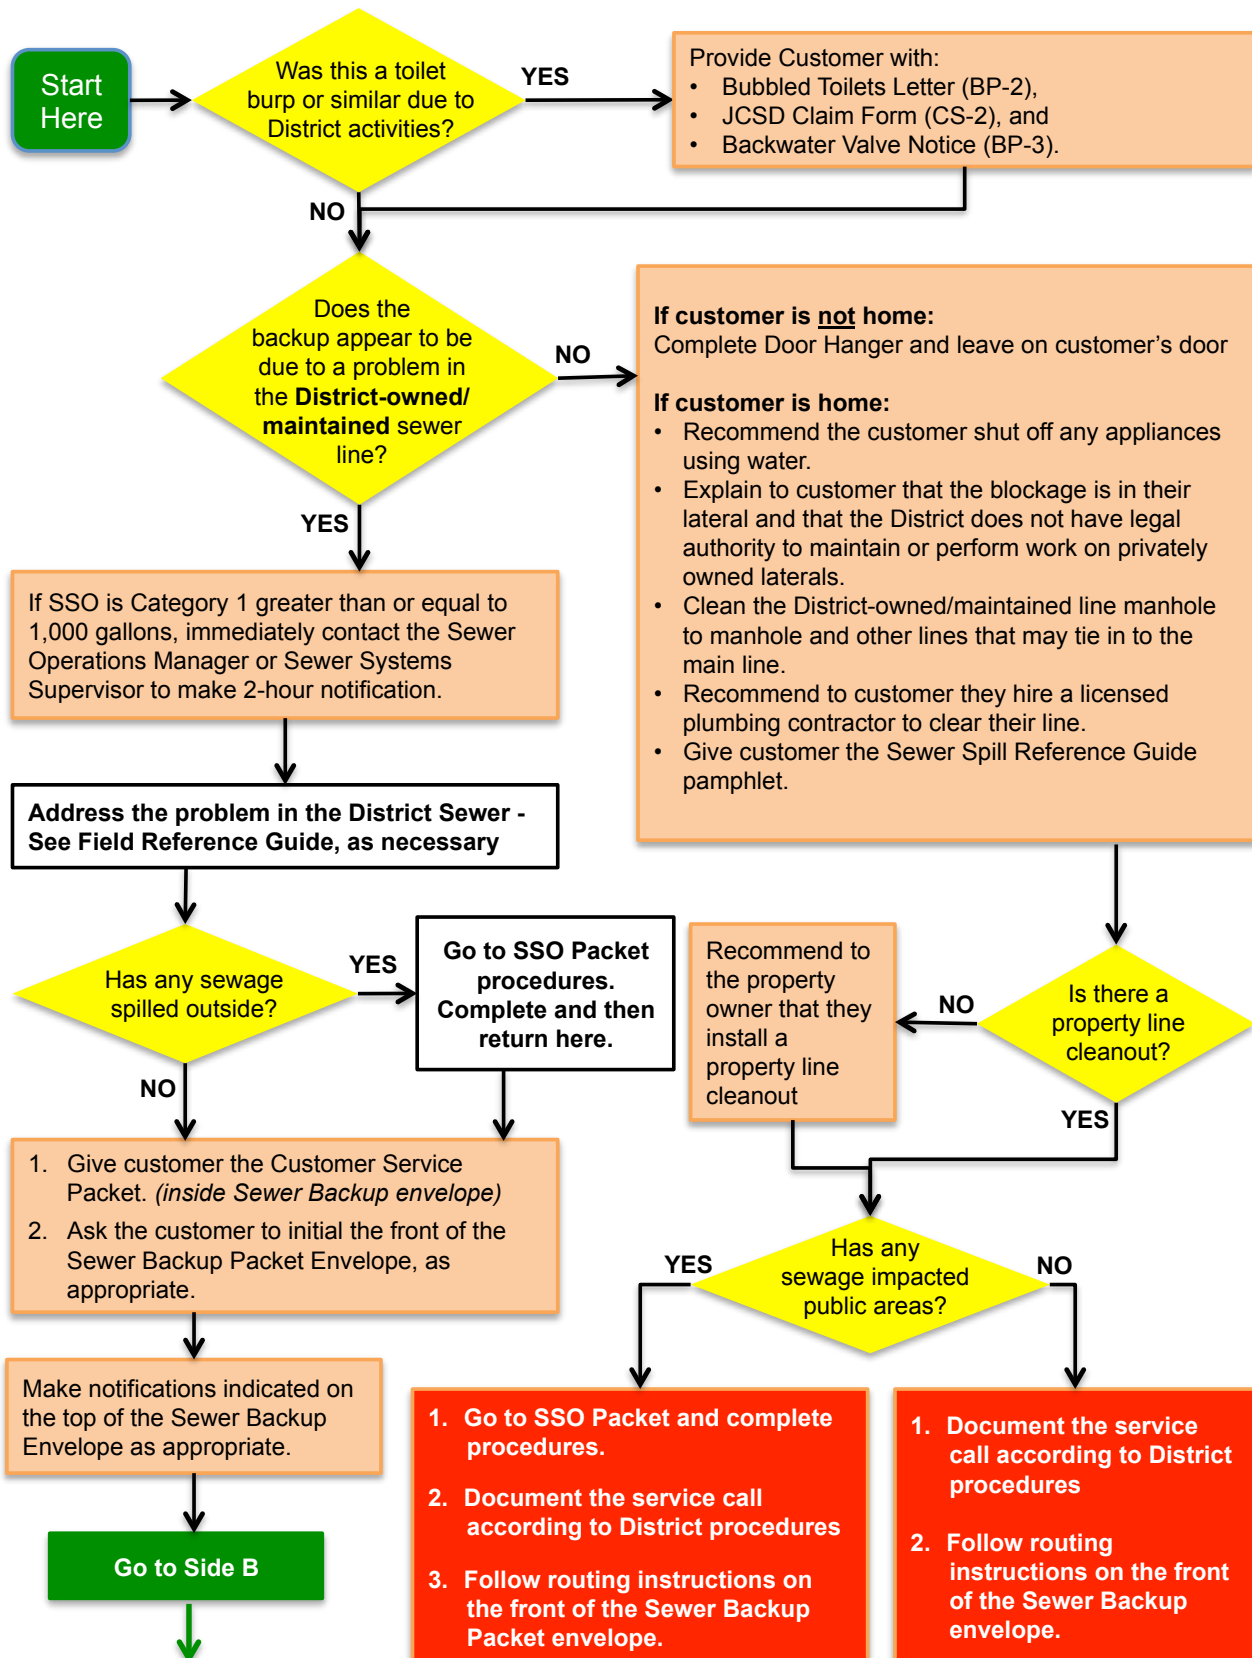 Start
Here
Was this a toilet
burp or similar due to
District activities?
YES
Provide Customer with:
• Bubbled Toilets Letter (BP-2),
• JCSD Claim Form (CS-2), and
• Backwater Valve Notice (BP-3).
NO
Does the
backup appear to be
due to a problem in
the District-owned/
maintained sewer
line?
NO
If customer is not home:
Complete Door Hanger and leave on customer’s door
If customer is home:
• Recommend the customer shut off any appliances
using water.
• Explain to customer that the blockage is in their
lateral and that the District does not have legal
authority to maintain or perform work on privately
owned laterals.
• Clean the District-owned/maintained line manhole
to manhole and other lines that may tie in to the
main line.
• Recommend to customer they hire a licensed
plumbing contractor to clear their line.
• Give customer the Sewer Spill Reference Guide
pamphlet.
YES
If SSO is Category 1 greater than or equal to
1,000 gallons, immediately contact the Sewer
Operations Manager or Sewer Systems
Supervisor to make 2-hour notification.
Address the problem in the District Sewer -
See Field Reference Guide, as necessary
Has any sewage
spilled outside?
YES
Go to SSO Packet
procedures.
Complete and then
return here.
NO
Recommend to
the property
owner that they
install a
property line
cleanout
NO
Is there a
property line
cleanout?
YES
1. Give customer the Customer Service
Packet. (inside Sewer Backup envelope)
2. Ask the customer to initial the front of the
Sewer Backup Packet Envelope, as
appropriate.
YES
Has any
sewage impacted
public areas?
NO
Make notifications indicated on
the top of the Sewer Backup
Envelope as appropriate.
Go to Side B
1. Go to SSO Packet and complete
procedures.
2. Document the service call
according to District procedures
3. Follow routing instructions on
the front of the Sewer Backup
Packet envelope.
1. Document the service
call according to District
procedures
2. Follow routing
instructions on the front
of the Sewer Backup
envelope.